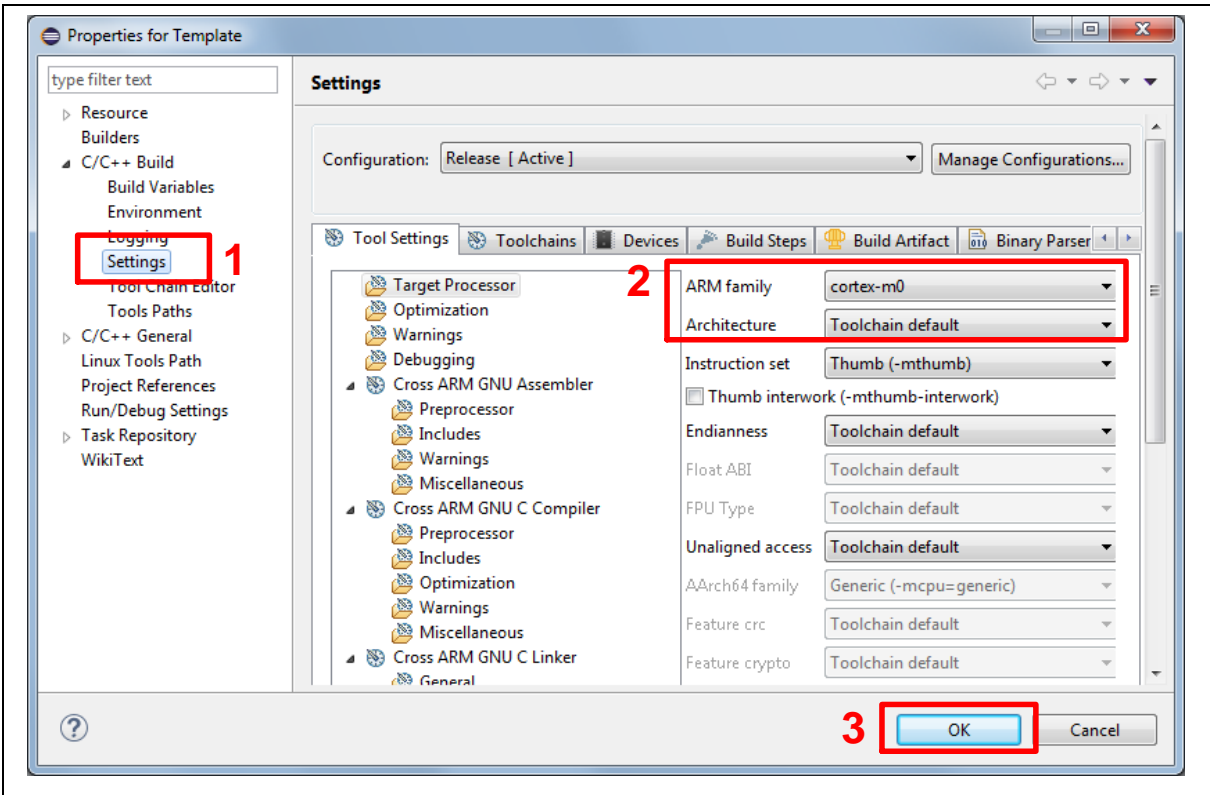 Properties for Template
X
type filter text
Settings
Resource
Builders
C/C++ Build
Build Variables
Environment
Logging
Settings
1
Tool Chain Editor
Tools Paths
C/C++ General
Linux Tools Path
Project References
Run/Debug Settings
Task Repository
WikiText
Configuration: Release [ Active ] Manage Configurations...
Tool Settings Toolchains Devices Build Steps Build Artifact Binary Parser
Target Processor
Optimization
Warnings
Debugging
Cross ARM GNU Assembler
Preprocessor
Includes
Warnings
Miscellaneous
Cross ARM GNU C Compiler
Preprocessor
Includes
Optimization
Warnings
Miscellaneous
Cross ARM GNU C Linker
General
2
ARM family cortex-m0
Architecture Toolchain default
Instruction set Thumb (-mthumb)
Thumb interwork (-mthumb-interwork)
Endianness Toolchain default
Float ABI Toolchain default
FPU Type Toolchain default
Unaligned access Toolchain default
AArch64 family Generic (-mcpu=generic)
Feature crc Toolchain default
Feature crypto Toolchain default
?
3
OK Cancel